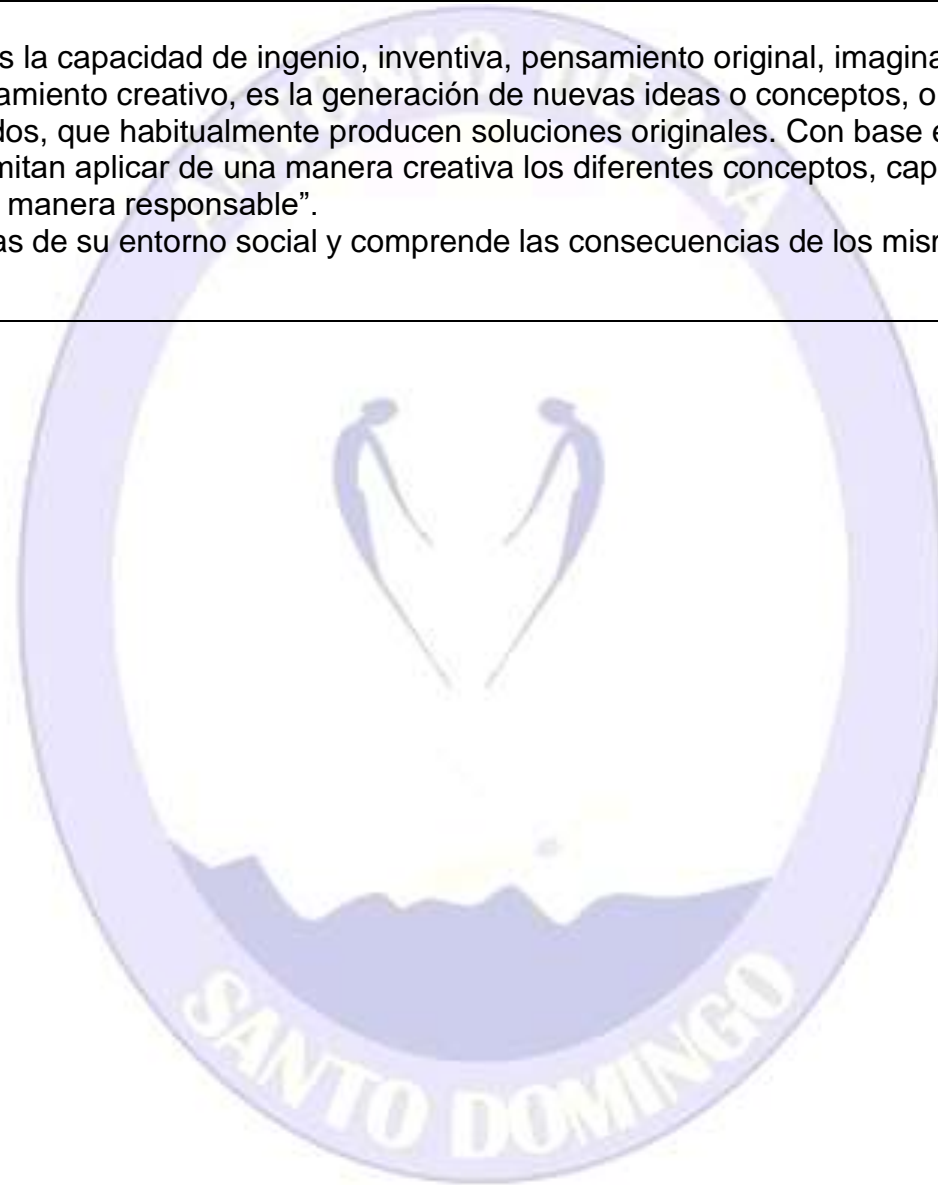 s la capacidad de ingenio, inventiva, pensamiento original, imagina
amiento creativo, es la generación de nuevas ideas o conceptos, o
dos, que habitualmente producen soluciones originales. Con base e
mitan aplicar de una manera creativa los diferentes conceptos, cap
manera responsable”.
as de su entorno social y comprende las consecuencias de los mis
ANTONIO DERKA
SANTO DOMINGO